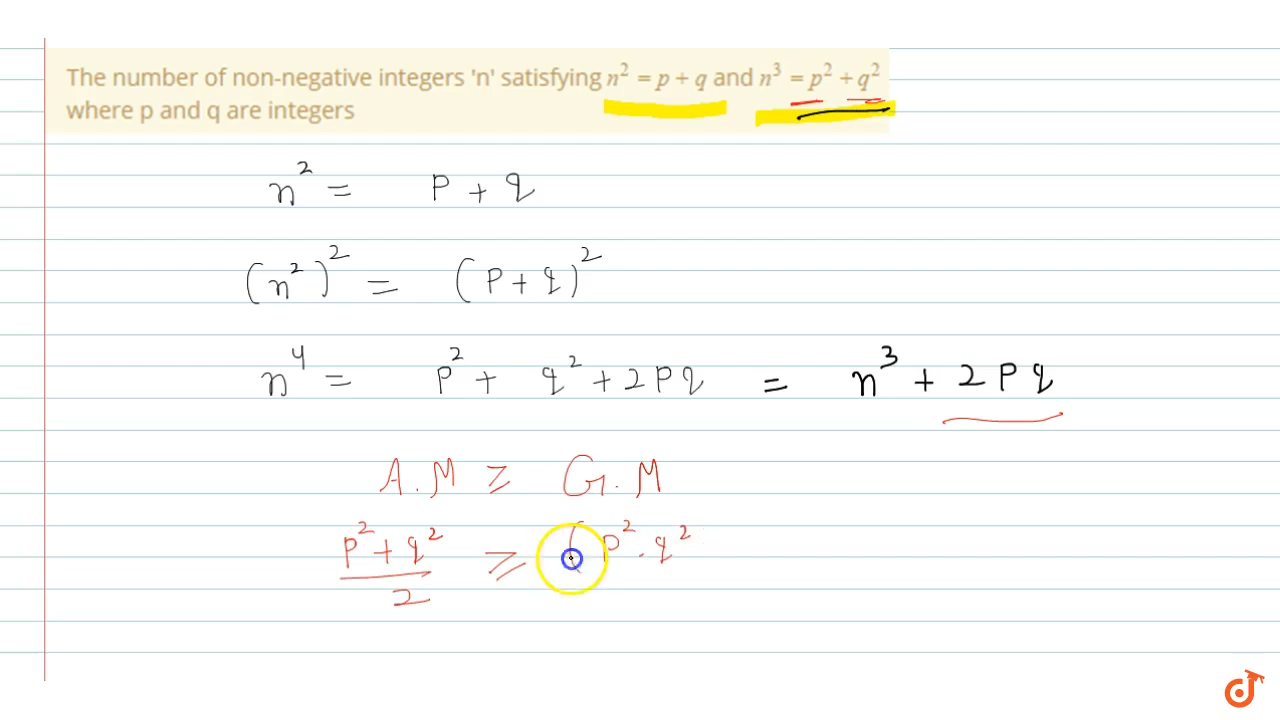 The number of non-negative integers 'n' satisfying n² = p + q and n³ = p² + q²
where p and q are integers
n² = p + q
(n²)² = (p + q)²
n⁴ = p² + q² + 2pq = n³ + 2pq
A.M ≥ G.M
p² + q² / 2 ≥ ( p² . q²